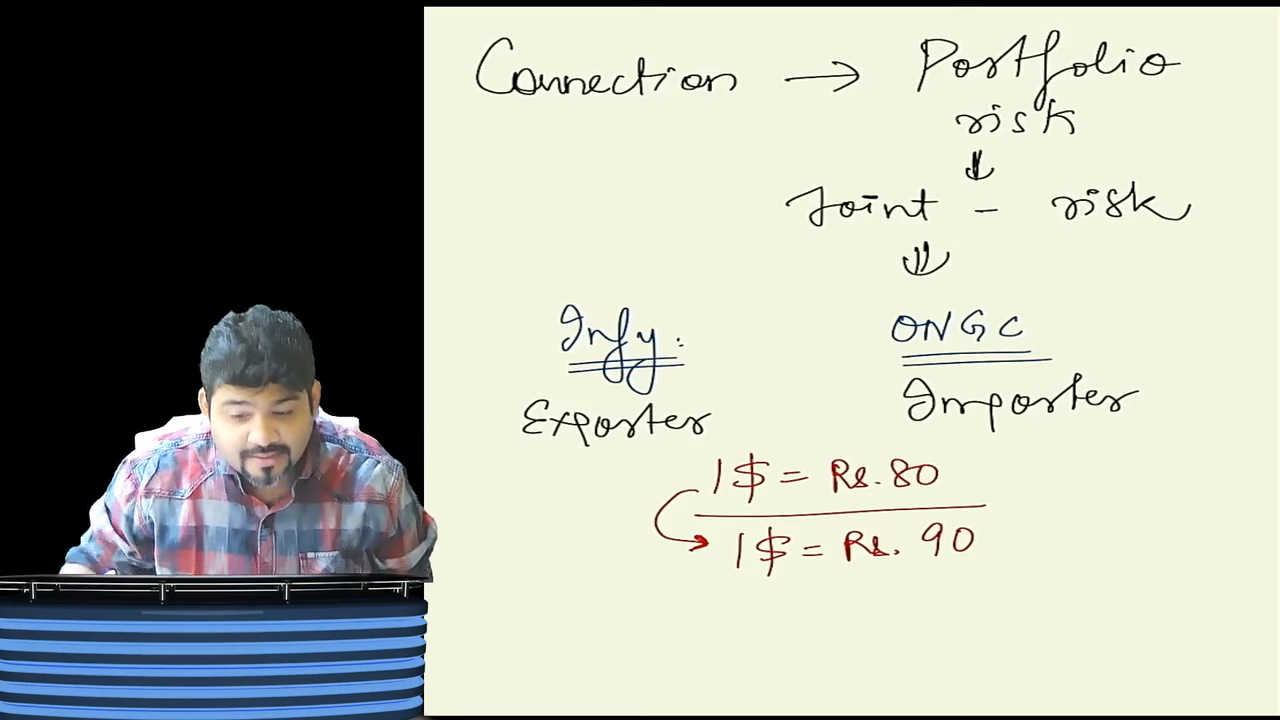 Connection → Portfolio
risk
Joint - risk
Infy. ONGC
Exporter Importer
1$ = Rs. 80
1$ = Rs. 90